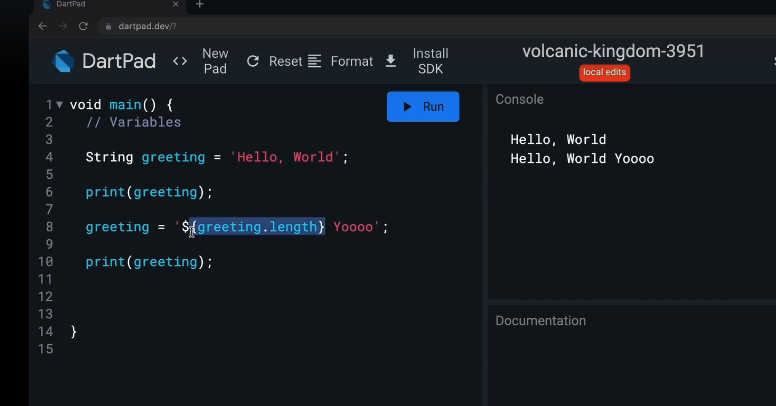 DartPad
dartpad.dev/?
DartPad
<> New Pad
Reset
Format
Install SDK
volcanic-kingdom-3951
local edits
Run
1 void main() {
2 // Variables
3
4 String greeting = 'Hello, World';
5
6 print(greeting);
7
8 greeting = '${greeting.length} Yoooo';
9
10 print(greeting);
11
12
13
14 }
15
Console
Hello, World
Hello, World Yoooo
Documentation